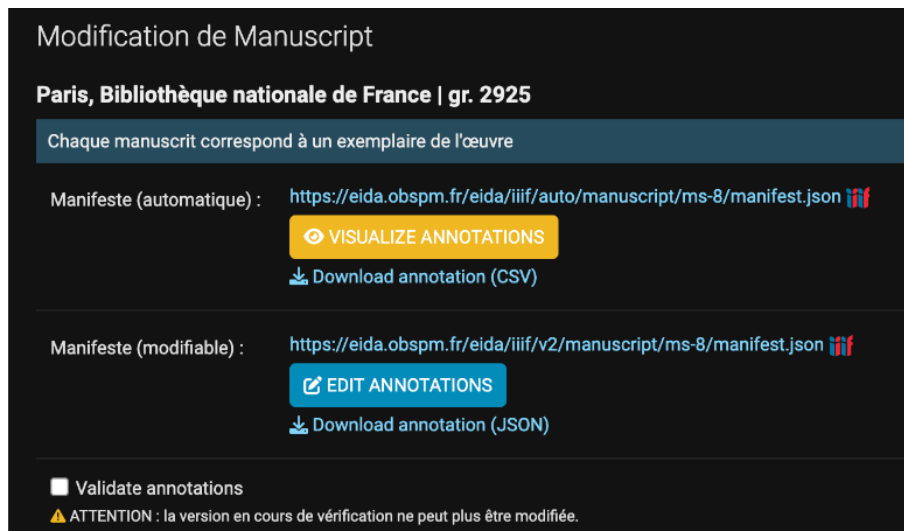 Modification de Manuscript
Paris, Bibliothèque nationale de France | gr. 2925
Chaque manuscrit correspond à un exemplaire de l'œuvre
Manifeste (automatique) : https://eida.obspm.fr/eida/iiif/auto/manuscript/ms-8/manifest.json iiif
VISUALIZE ANNOTATIONS
Download annotation (CSV)
Manifeste (modifiable) : https://eida.obspm.fr/eida/iiif/v2/manuscript/ms-8/manifest.json iiif
EDIT ANNOTATIONS
Download annotation (JSON)
Validate annotations
ATTENTION : la version en cours de vérification ne peut plus être modifiée.